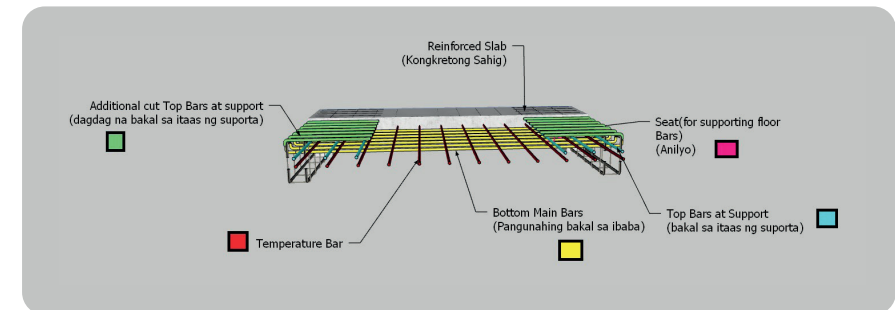 Reinforced Slab
(Kongkretong Sahig)
Additional cut Top Bars at support
(dagdag na bakal sa itaas ng suporta)
Seat(for supporting floor
Bars)
(Anilyo)
Bottom Main Bars
(Pangunahing bakal sa ibaba)
Top Bars at Support
(bakal sa itaas ng suporta)
Temperature Bar